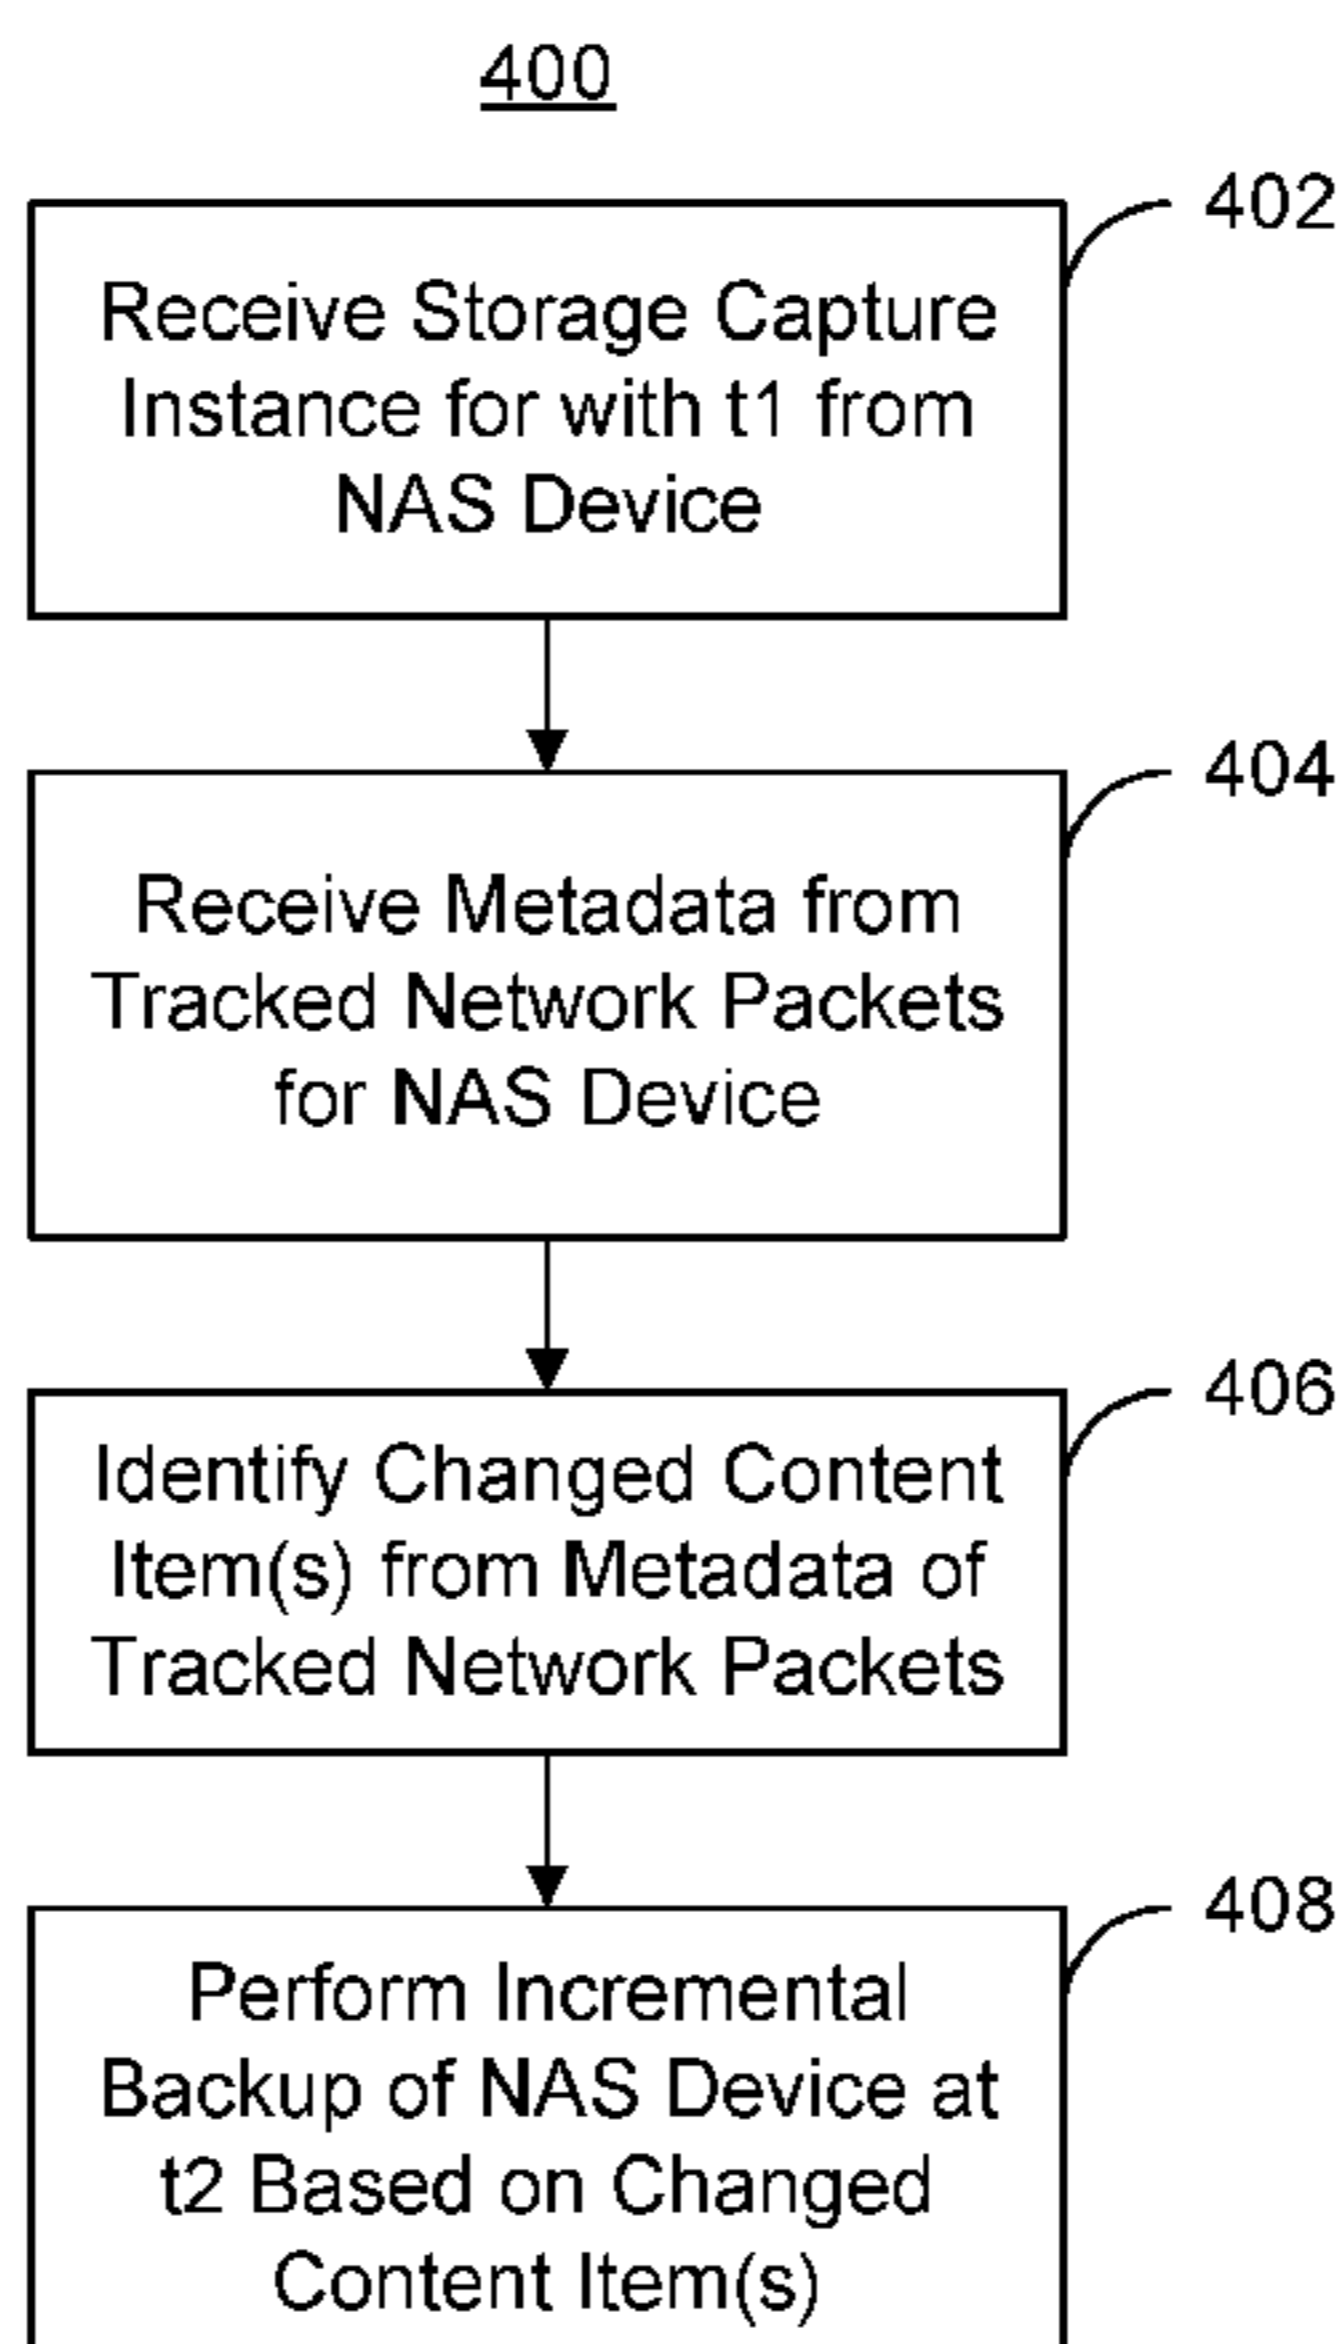 400
402
Receive Storage Capture
Instance for with t1 from
NAS Device
404
Receive Metadata from
Tracked Network Packets
for NAS Device
406
Identify Changed Content
Item(s) from Metadata of
Tracked Network Packets
408
Perform Incremental
Backup of NAS Device at
t2 Based on Changed
Content Item(s)